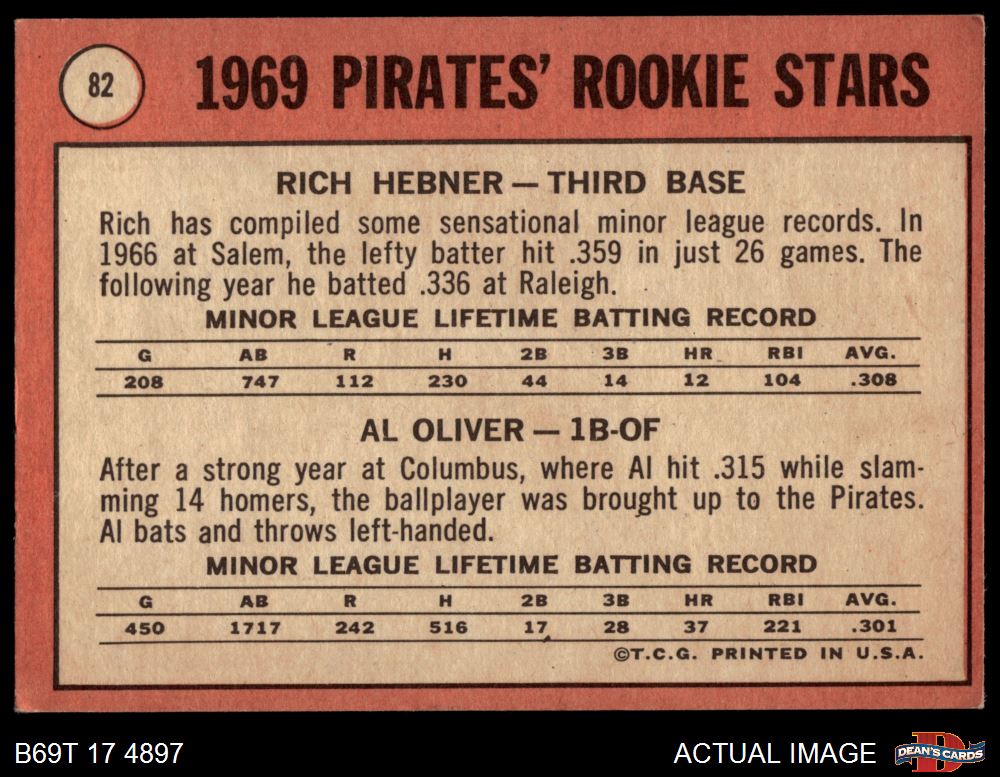 82
1969 PIRATES' ROOKIE STARS
RICH HEBNER — THIRD BASE
Rich has compiled some sensational minor league records. In
1966 at Salem, the lefty batter hit .359 in just 26 games. The
following year he batted .336 at Raleigh.
MINOR LEAGUE LIFETIME BATTING RECORD
G AB R H 2B 3B HR RBI AVG.
208 747 112 230 44 14 12 104 .308
AL OLIVER — 1B-OF
After a strong year at Columbus, where Al hit .315 while slam-
ming 14 homers, the ballplayer was brought up to the Pirates.
Al bats and throws left-handed.
MINOR LEAGUE LIFETIME BATTING RECORD
G AB R H 2B 3B HR RBI AVG.
450 1717 242 516 17 28 37 221 .301
©T.C.G. PRINTED IN U.S.A.
B69T 17 4897
ACTUAL IMAGE
D
DEAN'S CARDS